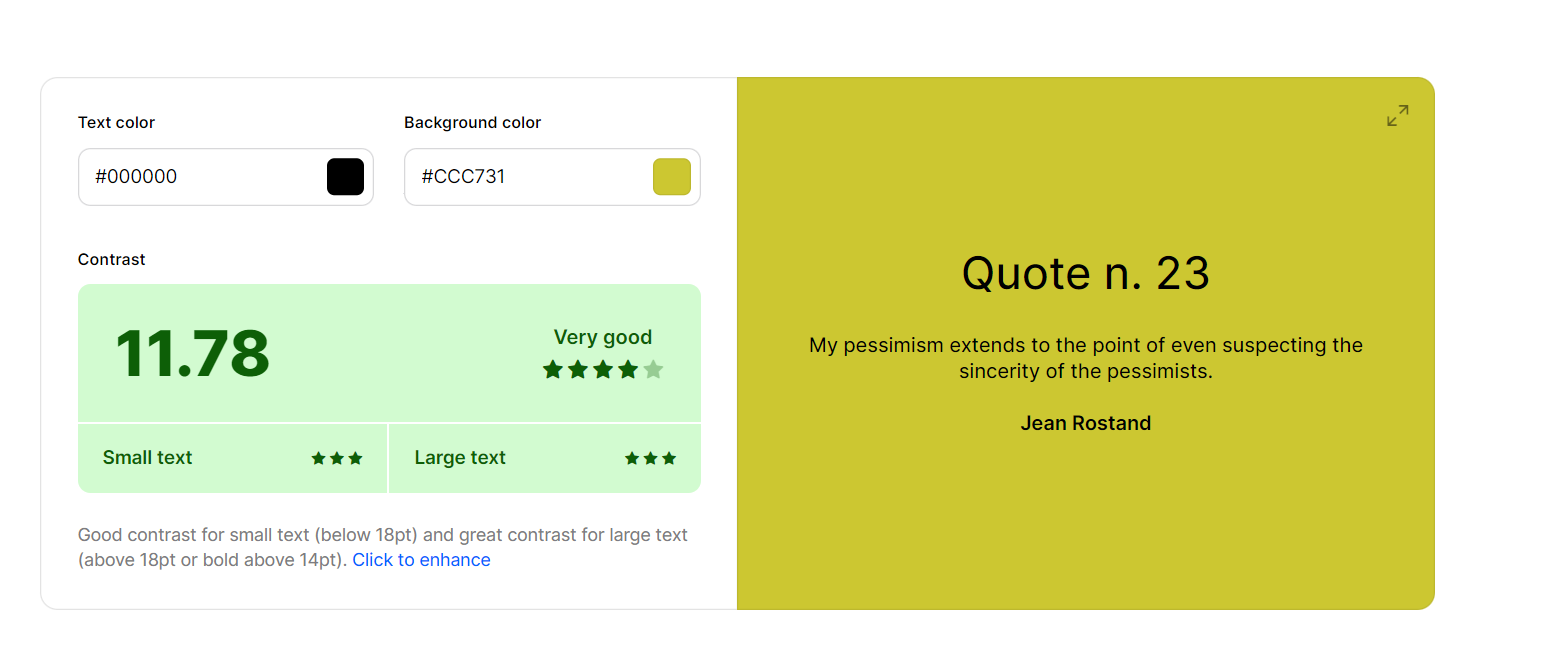 Text color
Background color
#000000
#CCC731
Contrast
11.78
Very good
Small text
Large text
Good contrast for small text (below 18pt) and great contrast for large text
(above 18pt or bold above 14pt). Click to enhance
Quote n. 23
My pessimism extends to the point of even suspecting the
sincerity of the pessimists.
Jean Rostand